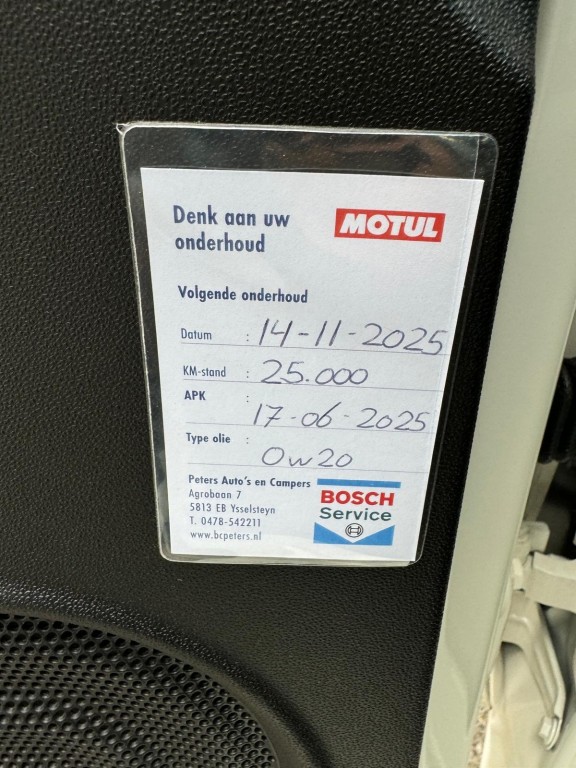 Denk aan uw
onderhoud
MOTUL
Volgende onderhoud
Datum : 14-11-2025
KM-stand : 25.000
APK :
17-06-2025
Type olie :
0w20
Peters Auto's en Campers
Agrobaan 7
5813 EB Ysselsteyn
T. 0478-542211
www.bcpeters.nl
BOSCH
Service